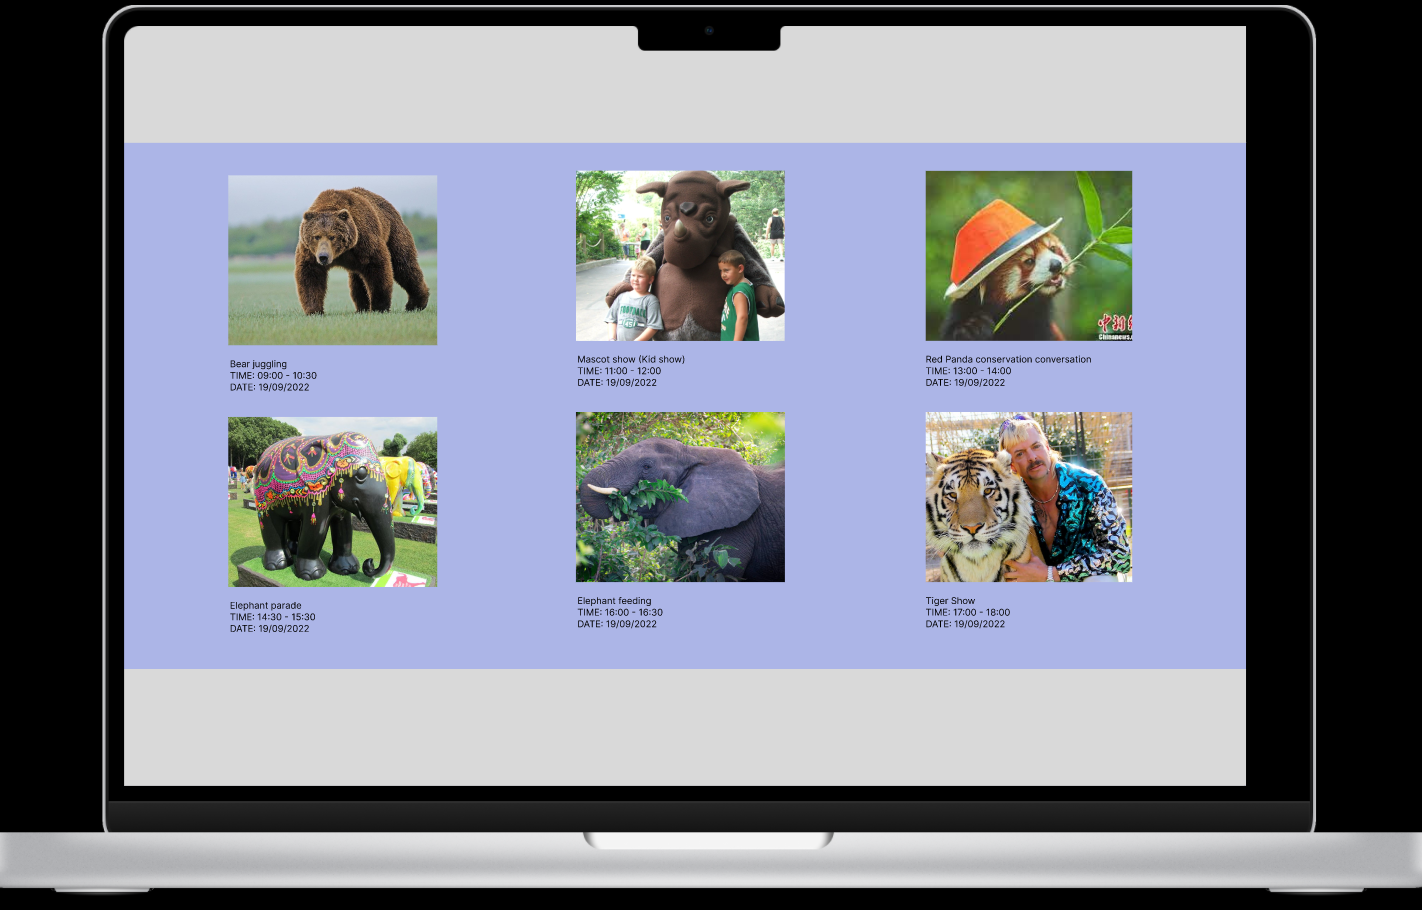 Bear juggling
TIME: 09:00 - 10:30
DATE: 19/09/2022
Mascot show (Kid show)
TIME: 11:00 - 12:00
DATE: 19/09/2022
Red Panda conservation conversation
TIME: 13:00 - 14:00
DATE: 19/09/2022
Elephant parade
TIME: 14:30 - 15:30
DATE: 19/09/2022
Elephant feeding
TIME: 16:00 - 16:30
DATE: 19/09/2022
Tiger Show
TIME: 17:00 - 18:00
DATE: 19/09/2022
FOOTBALL
Chinanews.